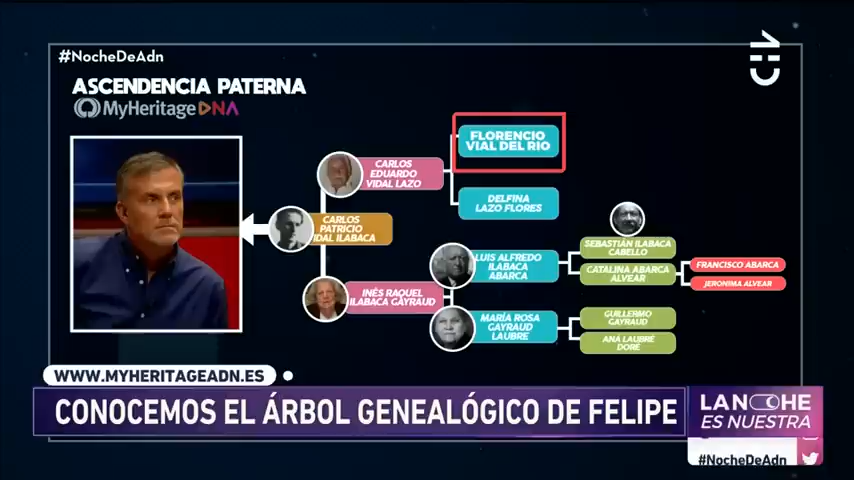 #NocheDeAdn
CHV
ASCENDENCIA PATERNA
MyHeritage DNA
FLORENCIO
VIAL DEL RIO
CARLOS
EDUARDO
VIDAL LAZO
DELFINA
LAZO FLORES
CARLOS
PATRICIO
VIDAL ILABACA
SEBASTIÁN ILABACA
CABELLO
LUIS ALFREDO
ILABACA
ABARCA
CATALINA ABARCA
ALVEAR
FRANCISCO ABARCA
JERONIMA ALVEAR
INÉS RAQUEL
ILABACA GAYRAUD
MARÍA ROSA
GAYRAUD
LAUBRE
GUILLERMO
GAYRAUD
ANA LAUBRÉ
DORÉ
WWW.MYHERITAGEADN.ES
CONOCEMOS EL ÁRBOL GENEALÓGICO DE FELIPE
LA NOCHE
ES NUESTRA
#NocheDeAdn